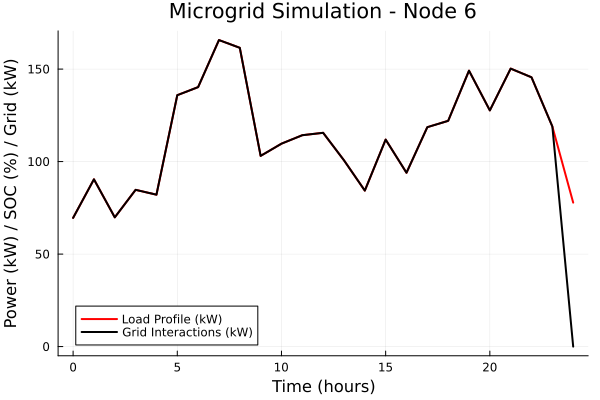 Microgrid Simulation - Node 6
Power (kW) / SOC (%) / Grid (kW)
150
100
50
0
Load Profile (kW)
Grid Interactions (kW)
0 5 10 15 20
Time (hours)